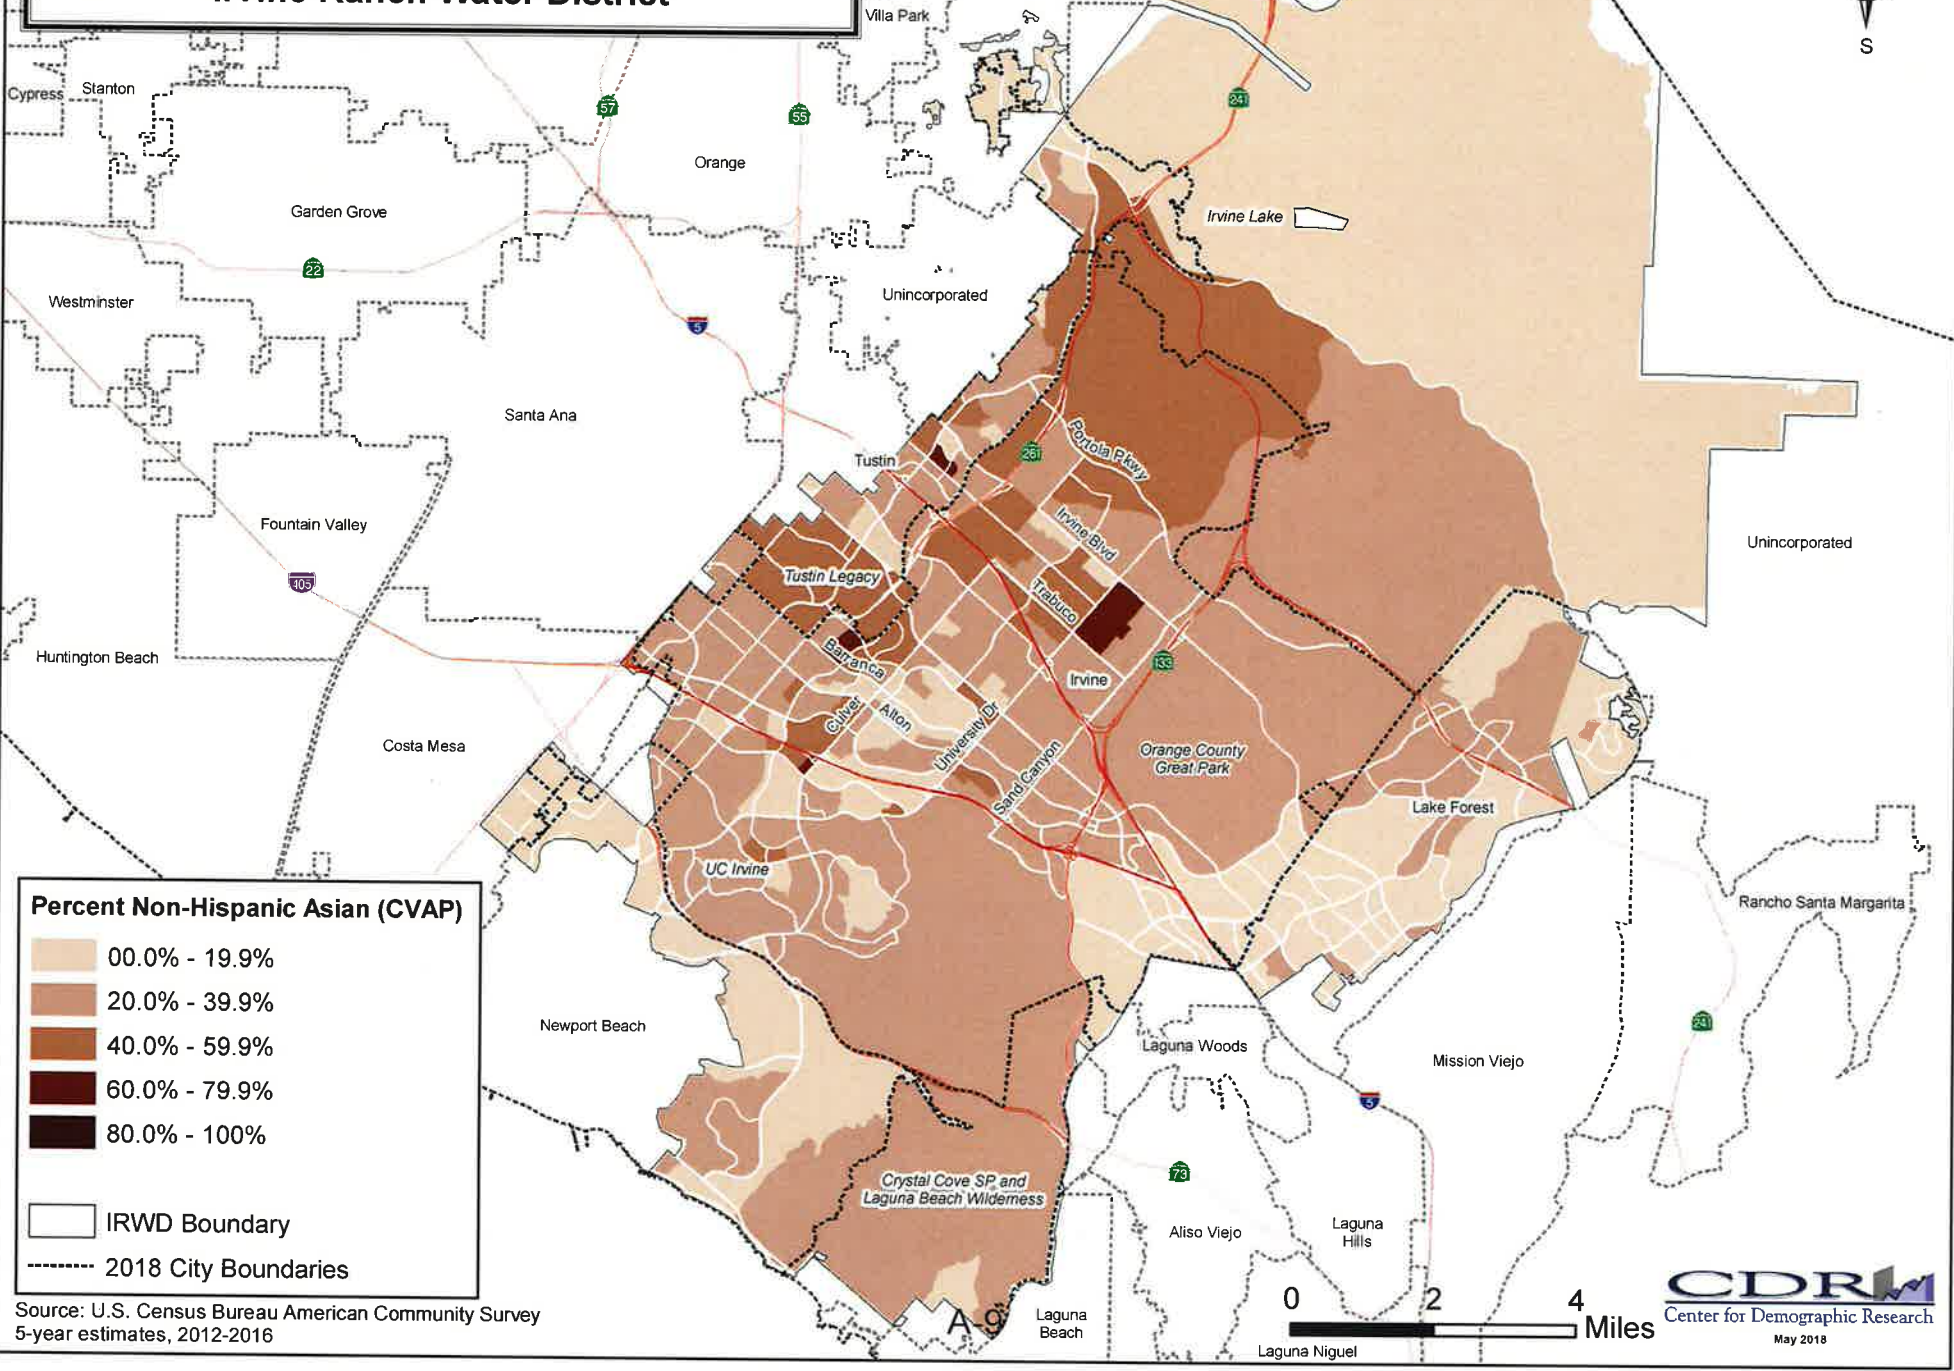 Irvine Ranch Water District
Villa Park
S
Cypress
Stanton
57
55
241
Orange
Garden Grove
Irvine Lake
22
Westminster
Unincorporated
5
Santa Ana
Tustin
261
Portola Pkwy
Fountain Valley
Irvine Blvd
Unincorporated
405
Tustin Legacy
Trabuco
Huntington Beach
Barranca
133
Irvine
Culver
Alton
University Dr
Costa Mesa
Sand Canyon
Orange County
Great Park
Lake Forest
UC Irvine
Rancho Santa Margarita
Percent Non-Hispanic Asian (CVAP)
00.0% - 19.9%
20.0% - 39.9%
40.0% - 59.9%
60.0% - 79.9%
80.0% - 100%
IRWD Boundary
2018 City Boundaries
Newport Beach
Laguna Woods
Mission Viejo
241
5
73
Crystal Cove SP and
Laguna Beach Wilderness
Aliso Viejo
Laguna
Hills
Source: U.S. Census Bureau American Community Survey
5-year estimates, 2012-2016
A 9
Laguna
Beach
Laguna Niguel
0 2 4
Miles
CDR
Center for Demographic Research
May 2018